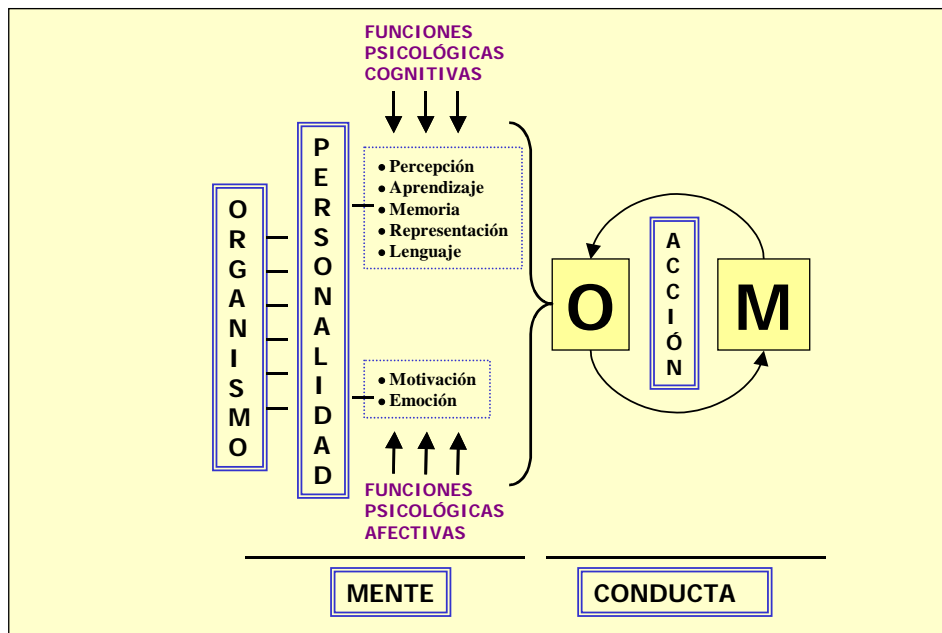 FUNCIONES
PSICOLÓGICAS
COGNITIVAS
ORGANISMO
PERSONALIDAD
• Percepción
• Aprendizaje
• Memoria
• Representación
• Lenguaje
• Motivación
• Emoción
FUNCIONES
PSICOLÓGICAS
AFECTIVAS
O
ACCIÓN
M
MENTE
CONDUCTA